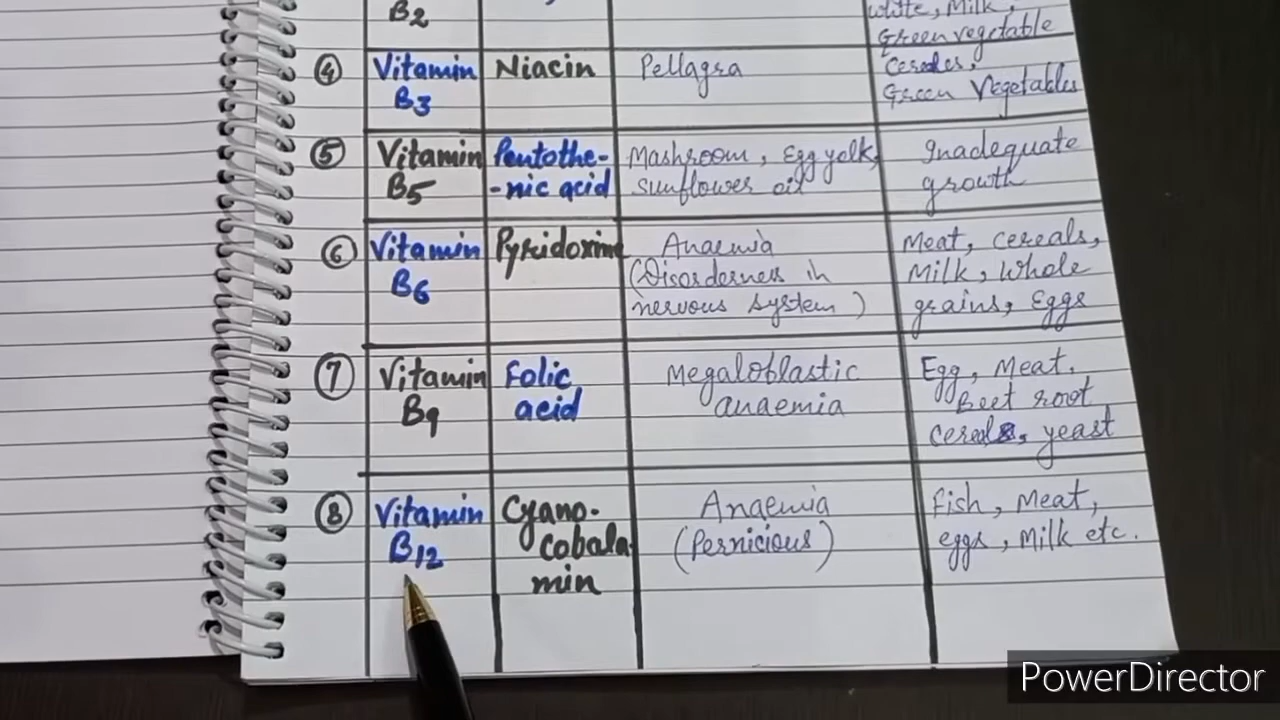 B2
white, Milk,
Green vegetable
4 Vitamin B3 Niacin Pellagra Cereales, Green Vegetables
5 Vitamin B5 Pentothe-nic acid Mashroom, Egg yolk, sunflower oil Inadequate growth
6 Vitamin B6 Pyridoxine Anaemia (Disorderness in nervous system) Meat, cereals, Milk, Whole grains, Eggs
7 Vitamin B9 Folic acid Megaloblastic anaemia Egg, Meat, Beet root cereals, yeast
8 Vitamin B12 Cyano-Cobalamin Anaemia (Pernicious) Fish, Meat, eggs, Milk etc.
PowerDirector